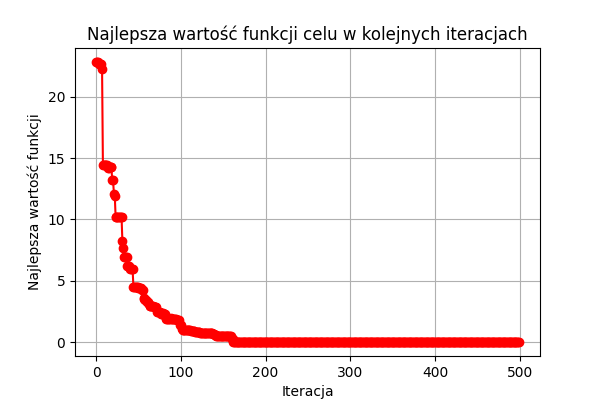 Najlepsza wartość funkcji celu w kolejnych iteracjach
Najlepsza wartość funkcji
20
15
10
5
0
0 100 200 300 400 500
Iteracja